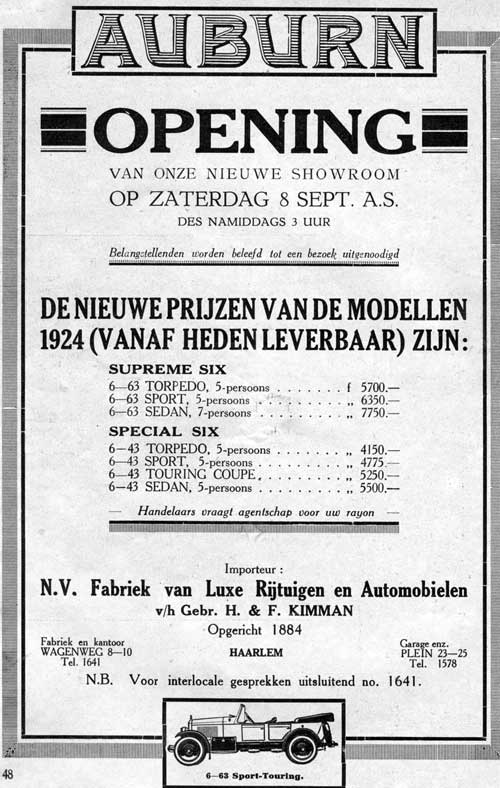 AUBURN
OPENING
VAN ONZE NIEUWE SHOWROOM
OP ZATERDAG 8 SEPT. A.S.
DES NAMIDDAGS 3 UUR
Belangstellenden worden beleefd tot een bezoek uitgenoodigd
DE NIEUWE PRIJZEN VAN DE MODELLEN
1924 (VANAF HEDEN LEVERBAAR) ZIJN:
SUPREME SIX
6—63 TORPEDO, 5-persoons . . . . . . . f 5700.—
6—63 SPORT, 5-persoons . . . . . . . . „ 6350.—
6—63 SEDAN, 7-persoons . . . . . . . . „ 7750.—
SPECIAL SIX
6—43 TORPEDO, 5-persoons . . . . . . . . „ 4150.—
6—43 SPORT, 5-persoons . . . . . . . . „ 4775.—
6—43 TOURING COUPE . . . . . . . . „ 5250.—
6—43 SEDAN, 5-persoons . . . . . . . . „ 5500.—
— Handelaars vraagt agentschap voor uw rayon —
Importeur :
N.V. Fabriek van Luxe Rijtuigen en Automobielen
v/h Gebr. H. & F. KIMMAN
Opgericht 1884
Fabriek en kantoor
WAGENWEG 8—10
Tel. 1641
HAARLEM
Garage enz.
PLEIN 23—25
Tel. 1578
N.B. Voor interlocale gesprekken uitsluitend no. 1641.
6—63 Sport-Touring.
48